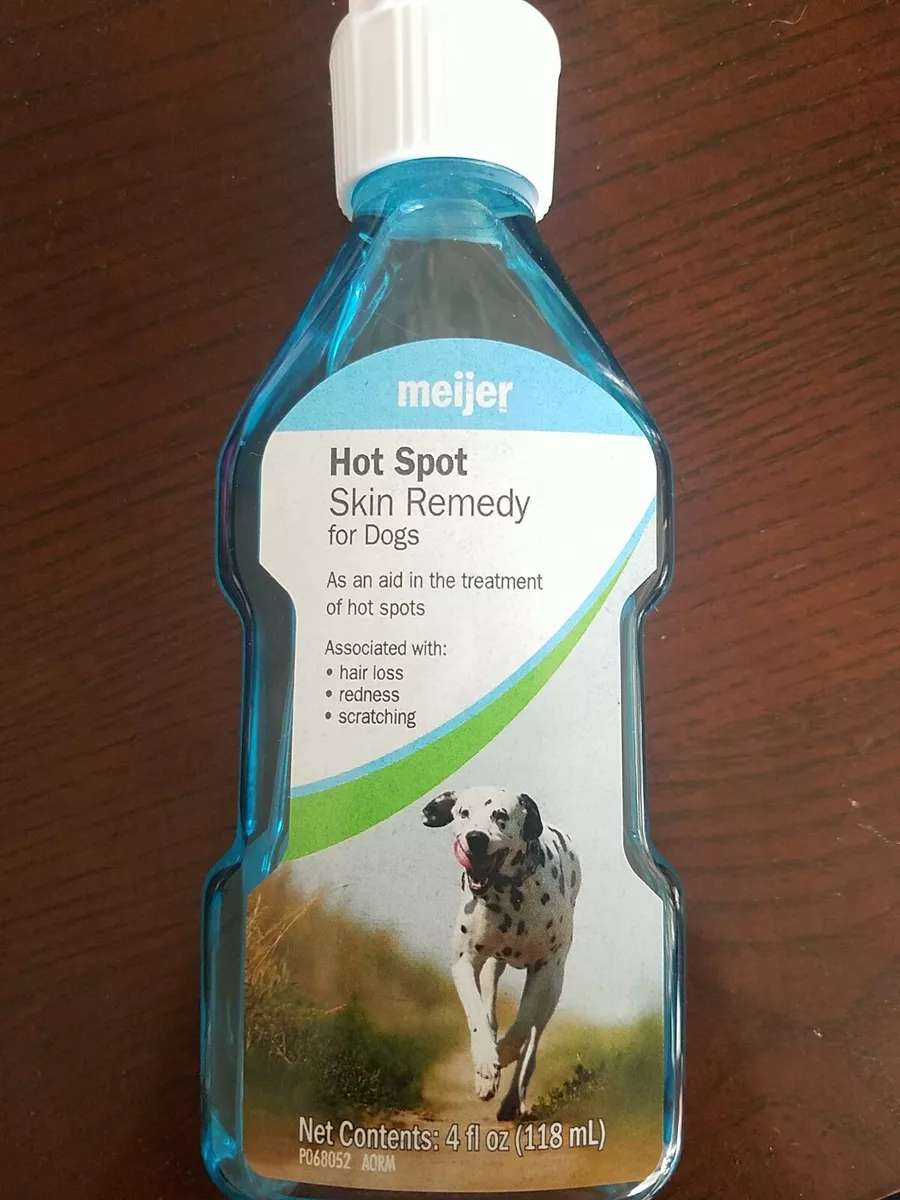 meijer
Hot Spot
Skin Remedy
for Dogs
As an aid in the treatment
of hot spots
Associated with:
• hair loss
• redness
• scratching
Net Contents: 4 fl oz (118 mL)
P068052 AORM